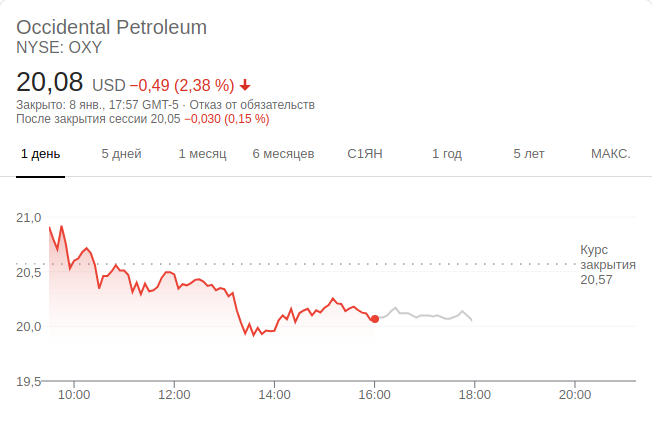 Occidental Petroleum
NYSE: OXY
20,08 USD −0,49 (2,38 %)
Закрыто: 8 янв., 17:57 GMT-5 · Отказ от обязательств
После закрытия сессии 20,05 −0,030 (0,15 %)
1 день 5 дней 1 месяц 6 месяцев С1ЯН 1 год 5 лет МАКС.
21,0
Курс
закрытия
20,57
20,5
20,0
19,5
10:00 12:00 14:00 16:00 18:00 20:00